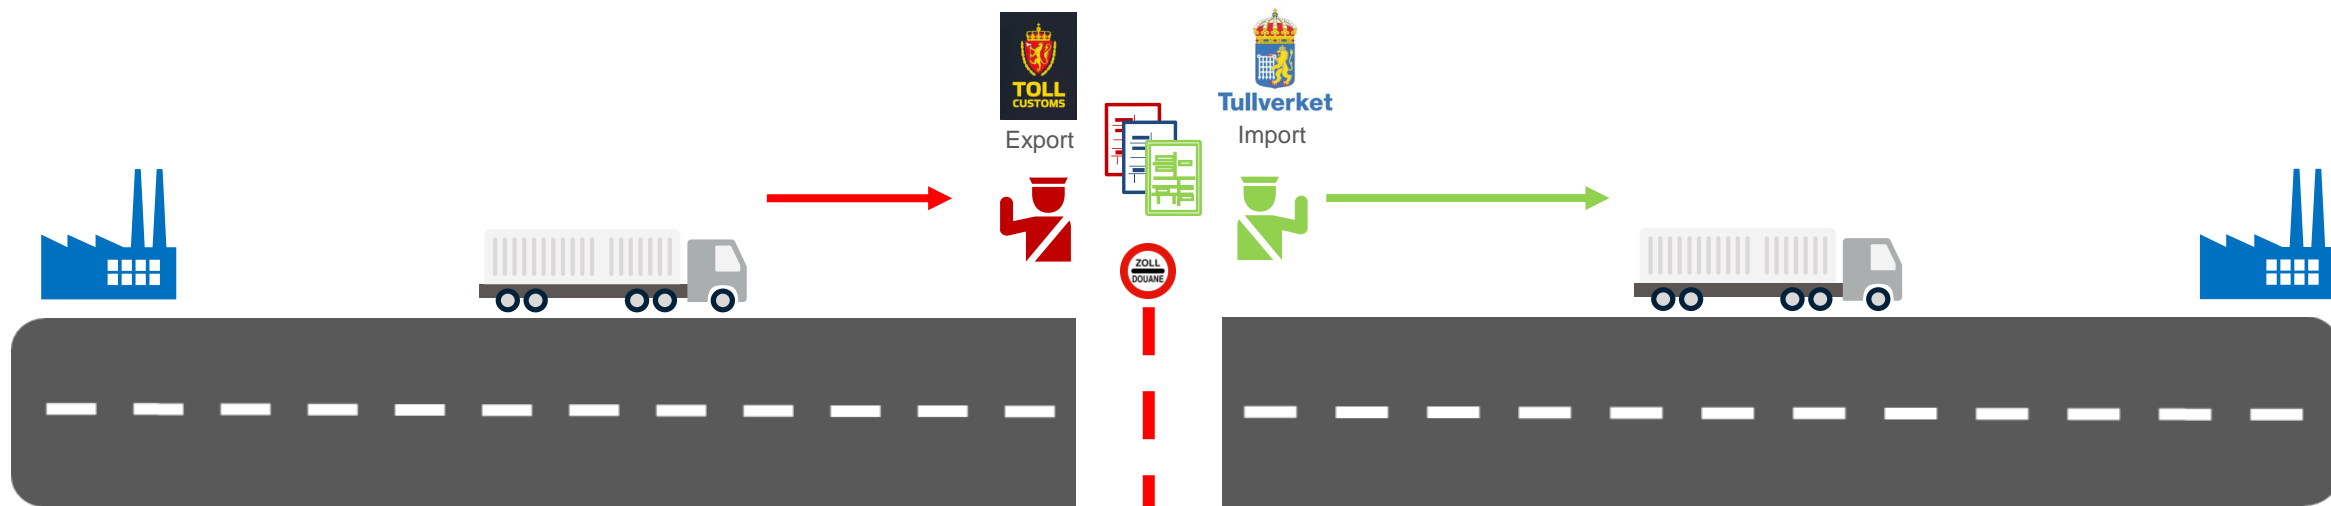 TOLL
CUSTOMS
Export
Tullverket
Import
ZOLL
DOUANE